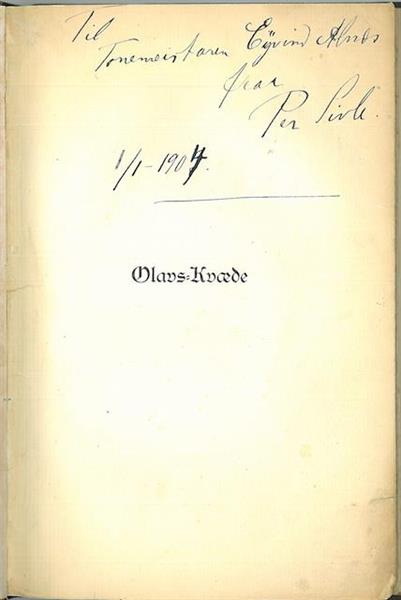 Til
Tonemeistaren Eyvind Alnæs
fraa
Per Sivle.
1/1-1904.
Olavs=Kvæde